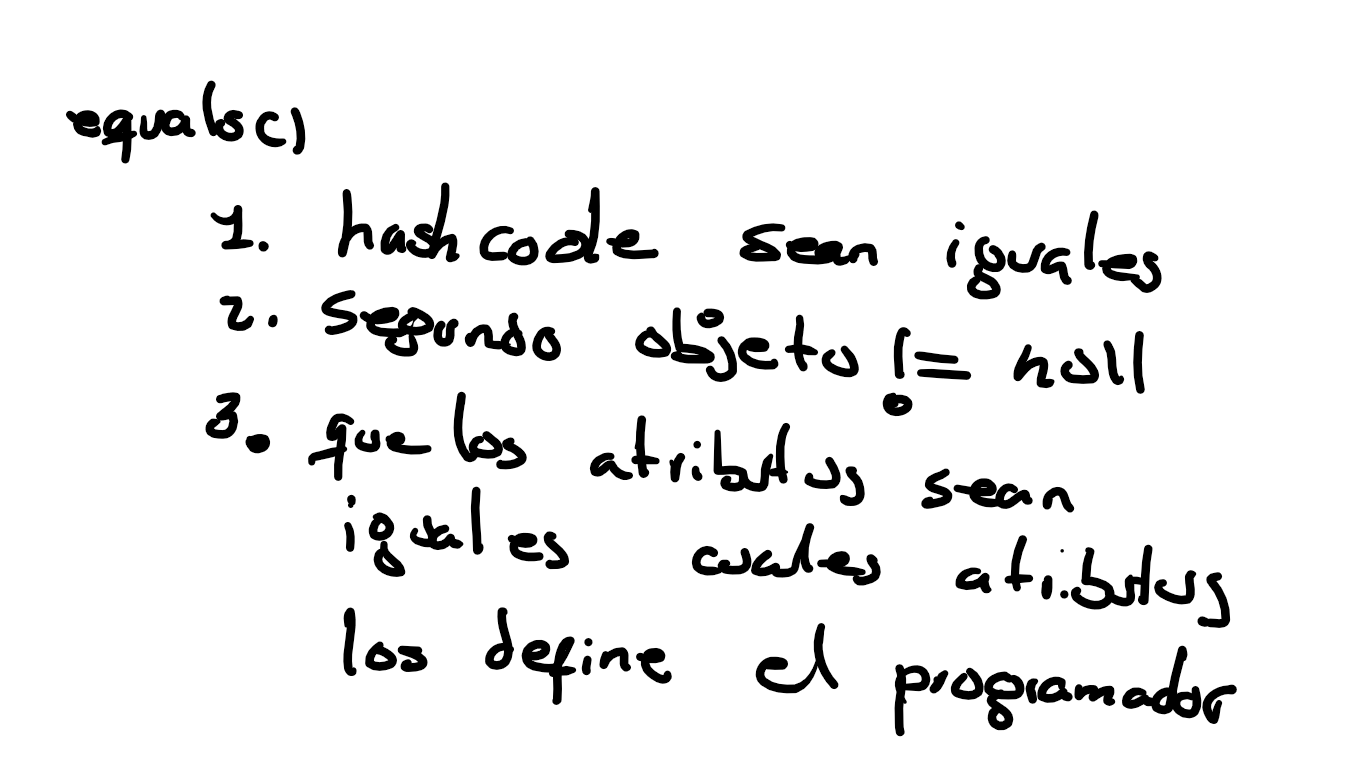 equals()
1. hashcode sean iguales
2. segundo objeto != null
3. que los atributos sean
iguales cuales atributos
los define el programador